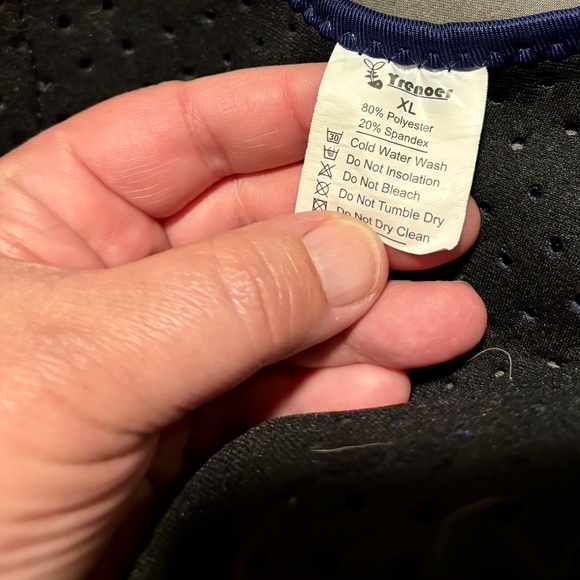 Yrenoer
XL
80% Polyester
20% Spandex
30 Cold Water Wash
Do Not Insolation
Do Not Bleach
Do Not Tumble Dry
Do Not Dry Clean